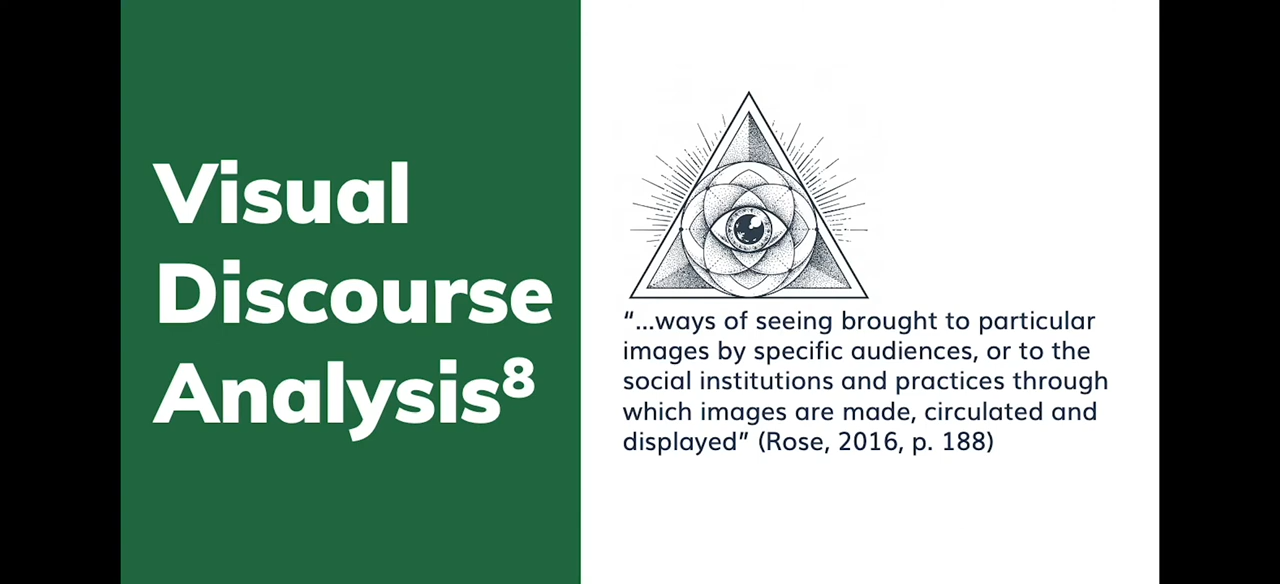 Visual
Discourse
Analysis⁸
“...ways of seeing brought to particular
images by specific audiences, or to the
social institutions and practices through
which images are made, circulated and
displayed” (Rose, 2016, p. 188)